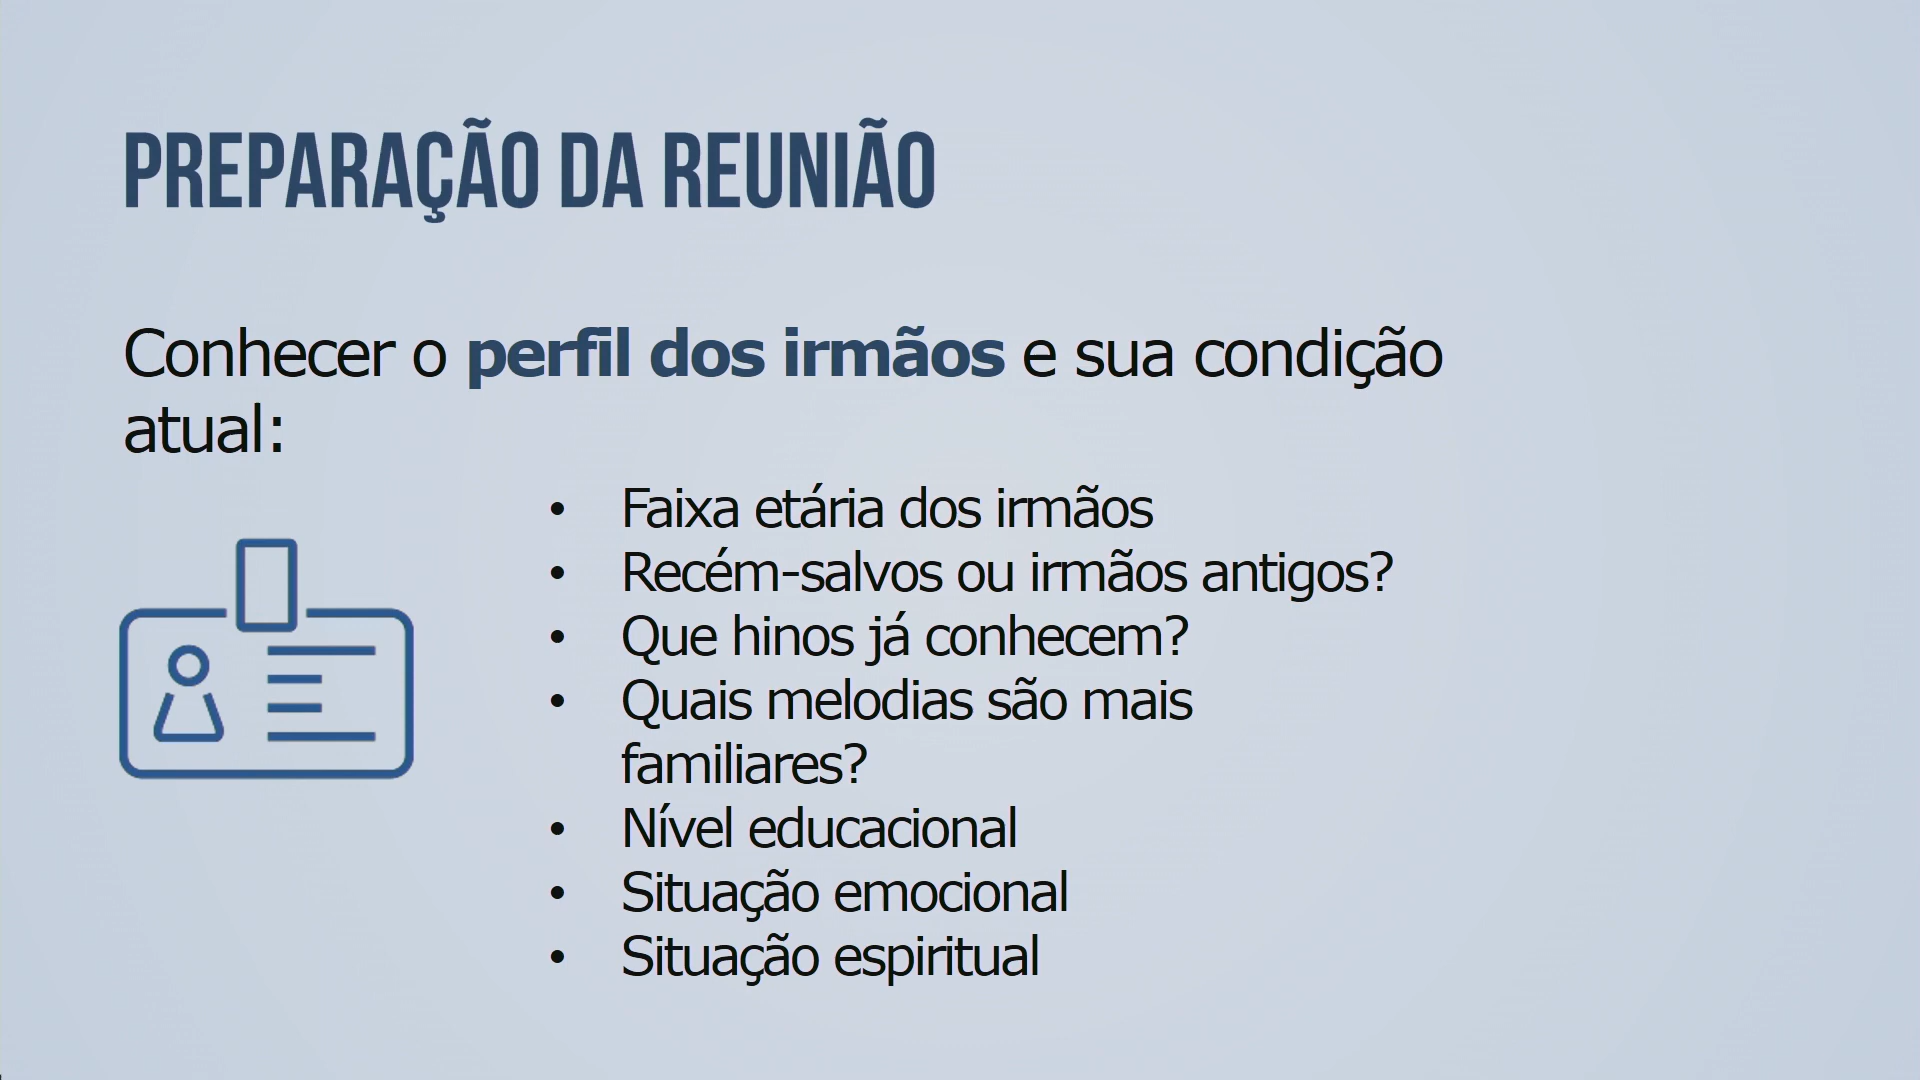 PREPARAÇÃO DA REUNIÃO
Conhecer o perfil dos irmãos e sua condição
atual:
• Faixa etária dos irmãos
• Recém-salvos ou irmãos antigos?
• Que hinos já conhecem?
• Quais melodias são mais
familiares?
• Nível educacional
• Situação emocional
• Situação espiritual